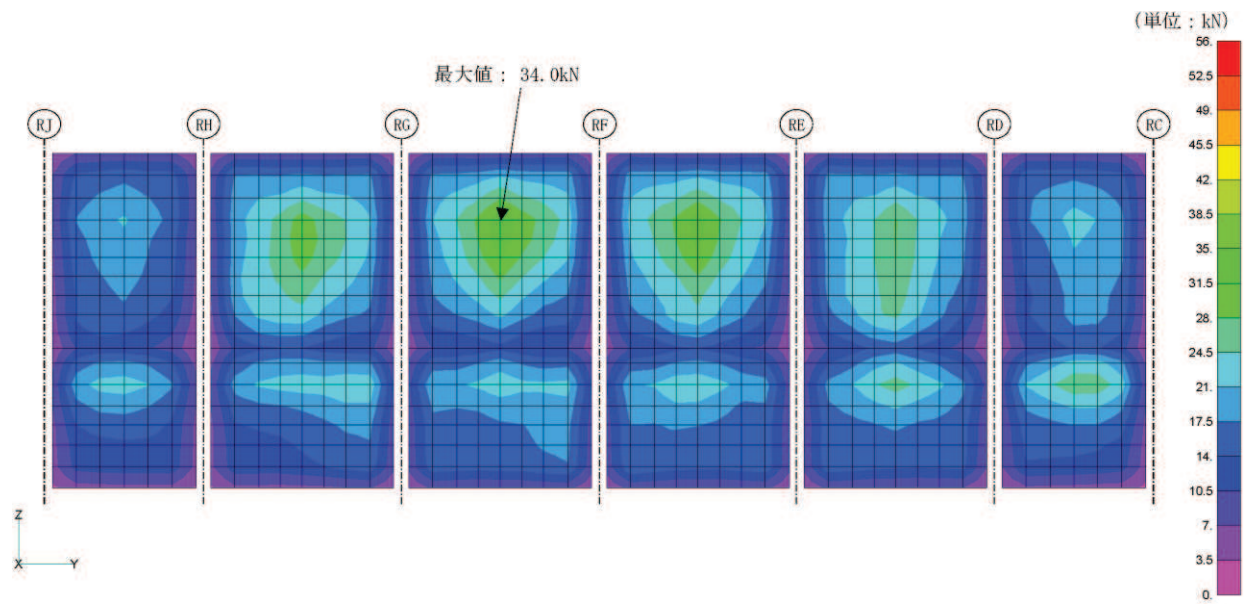 (単位：kN)
最大値： 34.0kN
RJ
RH
RG
RF
RE
RD
RC
56.
52.5
49.
45.5
42.
38.5
35.
31.5
28.
24.5
21.
17.5
14.
10.5
7.
3.5
0.
Z
X
Y